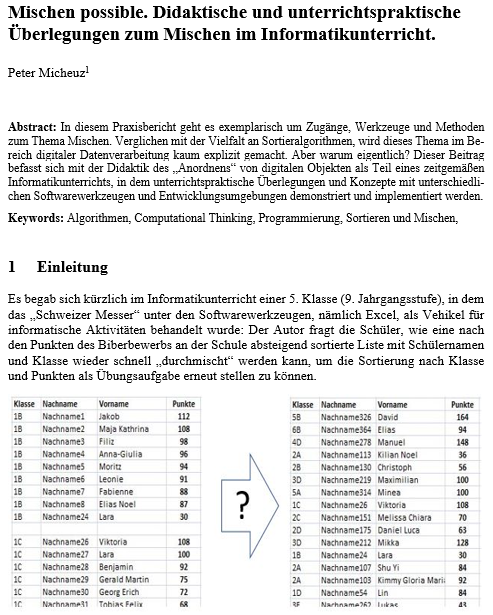 Mischen possible. Didaktische und unterrichtspraktische
Überlegungen zum Mischen im Informatikunterricht.
Peter Micheuz1
Abstract: In diesem Praxisbericht geht es exemplarisch um Zugänge, Werkzeuge und Methoden
zum Thema Mischen. Verglichen mit der Vielfalt an Sortieralgorithmen, wird dieses Thema im Be-
reich digitaler Datenverarbeitung kaum explizit gemacht. Aber warum eigentlich? Dieser Beitrag
befasst sich mit der Didaktik des „Anordnens“ von digitalen Objekten als Teil eines zeitgemäßen
Informatikunterrichts, in dem unterrichtspraktische Überlegungen und Konzepte mit unterschiedli-
chen Softwarewerkzeugen und Entwicklungsumgebungen demonstriert und implementiert werden.
Keywords: Algorithmen, Computational Thinking, Programmierung, Sortieren und Mischen,
1 Einleitung
Es begab sich kürzlich im Informatikunterricht einer 5. Klasse (9. Jahrgangsstufe), in dem
das „Schweizer Messer“ unter den Softwarewerkzeugen, nämlich Excel, als Vehikel für
informatische Aktivitäten behandelt wurde: Der Autor fragt die Schüler, wie eine nach
den Punkten des Biberbewerbs an der Schule absteigend sortierte Liste mit Schülernamen
und Klasse wieder schnell „durchmischt“ werden kann, um die Sortierung nach Klasse
und Punkten als Übungsaufgabe erneut stellen zu können.
Klasse Nachname Vorname Punkte
1B Nachname1 Jakob 112
1B Nachname2 Maja Kathrina 108
1B Nachname3 Filiz 98
1B Nachname4 Anna-Giulia 96
1B Nachname5 Moritz 94
1B Nachname6 Leonie 91
1B Nachname7 Fabienne 88
1B Nachname8 Elias Noel 87
1B Nachname24 Lara 30
1C Nachname26 Viktoria 108
1C Nachname27 Lara 100
1C Nachname28 Benjamin 92
1C Nachname29 Gerald Martin 75
1C Nachname30 Georg Erich 72
1C Nachname31 Tobias Felix 68
?
Klasse Nachname Vorname Punkte
5B Nachname326 David 164
6B Nachname364 Elias 94
4D Nachname278 Manuel 148
2A Nachname113 Kilian Noel 36
2B Nachname130 Christoph 56
3D Nachname219 Maximilian 100
5A Nachname314 Minea 100
1C Nachname26 Viktoria 108
2C Nachname151 Melissa Chiara 70
2D Nachname175 Daniel Luca 63
3D Nachname212 Mikka 128
1B Nachname24 Lara 30
2A Nachname107 Shu Yi 84
2A Nachname103 Kimmy Gloria Mari 92
1D Nachname54 Lin 84
3F Nachname262 Lukas 43